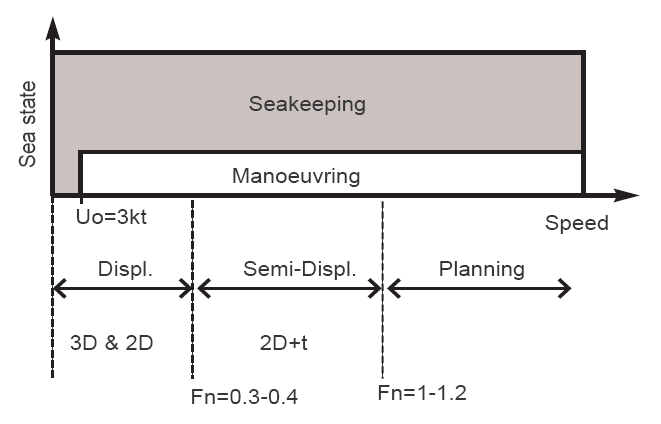 Sea state
Seakeeping
Manoeuvring
Uo=3kt
Speed
Displ.
Semi-Displ.
Planning
3D & 2D
2D+t
Fn=0.3-0.4
Fn=1-1.2